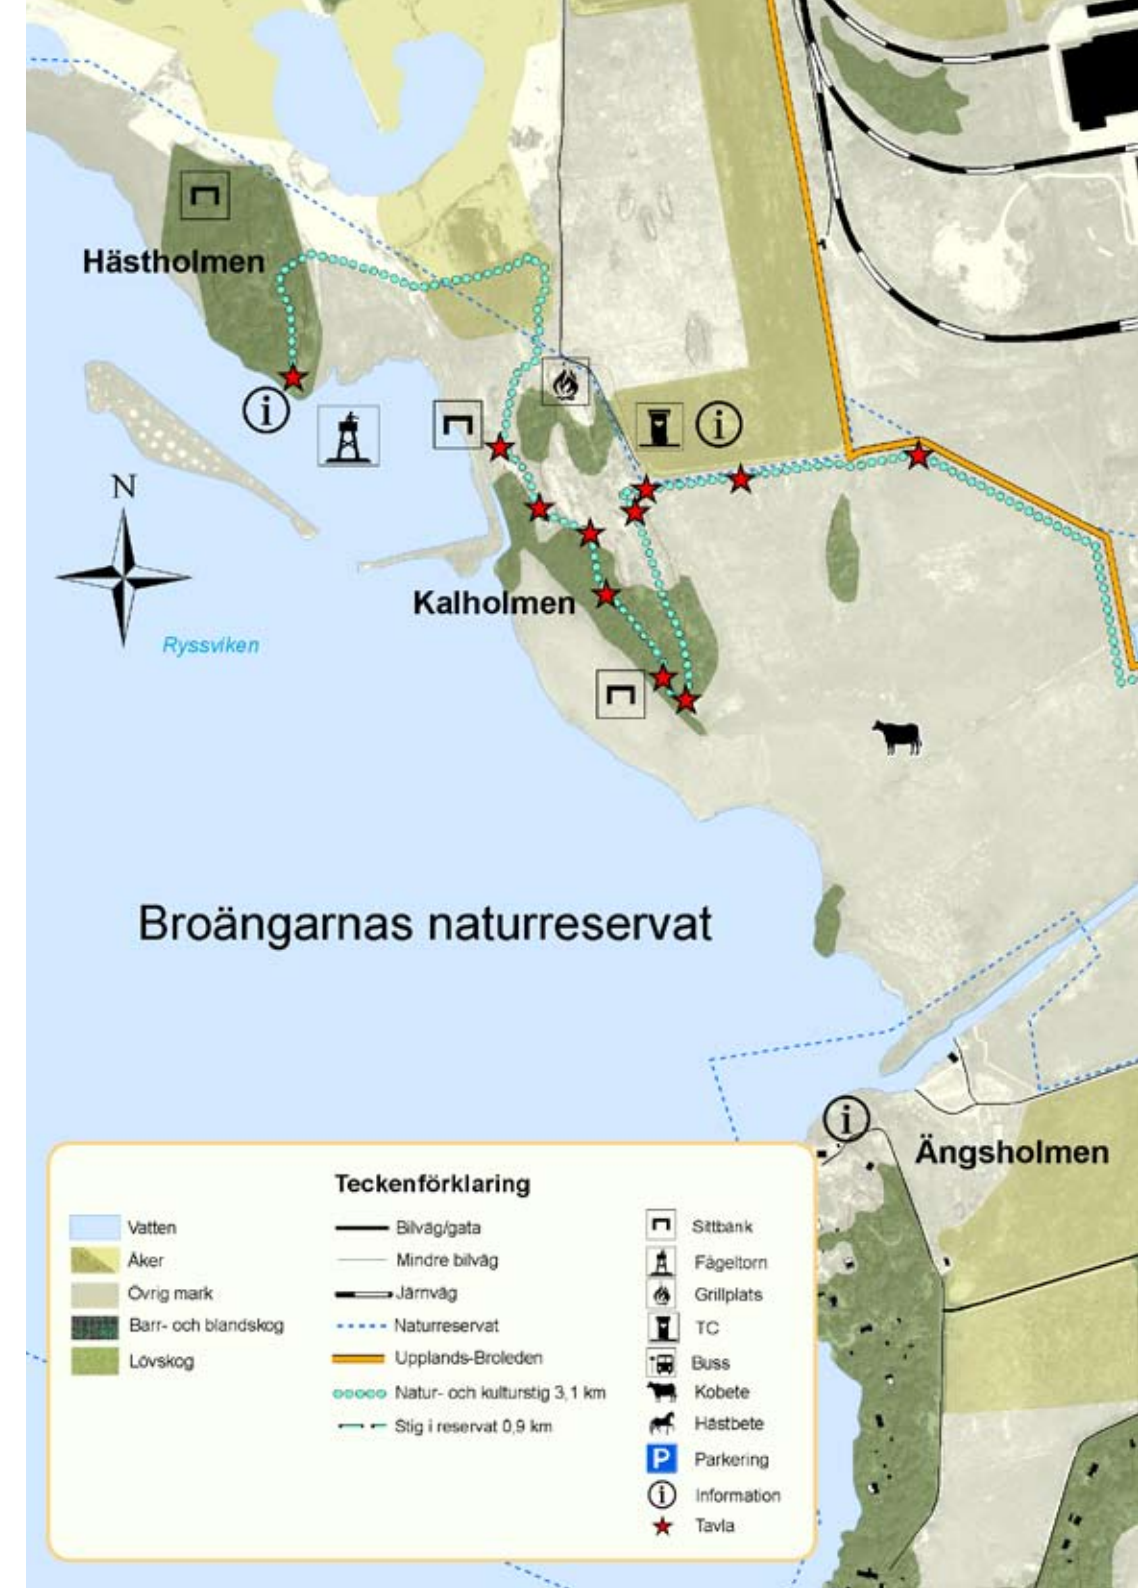 Hästholmen
N
Kalholmen
Ryssviken
Broängarnas naturreservat
Ängsholmen
Teckenförklaring
Vatten
Åker
Övrig mark
Barr- och blandskog
Lövskog
Bilväg/gata
Mindre bilväg
Järnväg
Naturreservat
Upplands-Broleden
Natur- och kulturstig 3,1 km
Stig i reservat 0,9 km
Sittbänk
Fågeltorn
Grillplats
TC
Buss
Kobete
Hästbete
P Parkering
i Information
Tavla